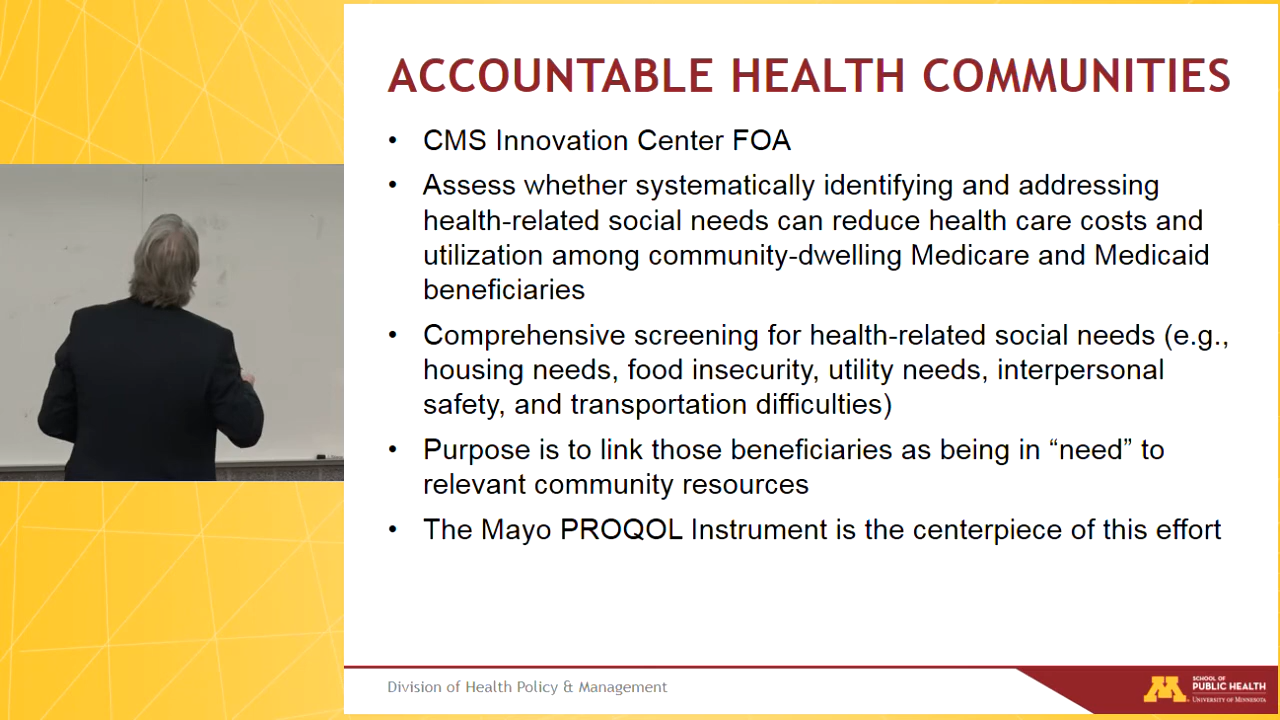 ACCOUNTABLE HEALTH COMMUNITIES
• CMS Innovation Center FOA
• Assess whether systematically identifying and addressing
health-related social needs can reduce health care costs and
utilization among community-dwelling Medicare and Medicaid
beneficiaries
• Comprehensive screening for health-related social needs (e.g.,
housing needs, food insecurity, utility needs, interpersonal
safety, and transportation difficulties)
• Purpose is to link those beneficiaries as being in “need” to
relevant community resources
• The Mayo PROQOL Instrument is the centerpiece of this effort
Division of Health Policy & Management
M
SCHOOL OF
PUBLIC HEALTH
UNIVERSITY OF MINNESOTA